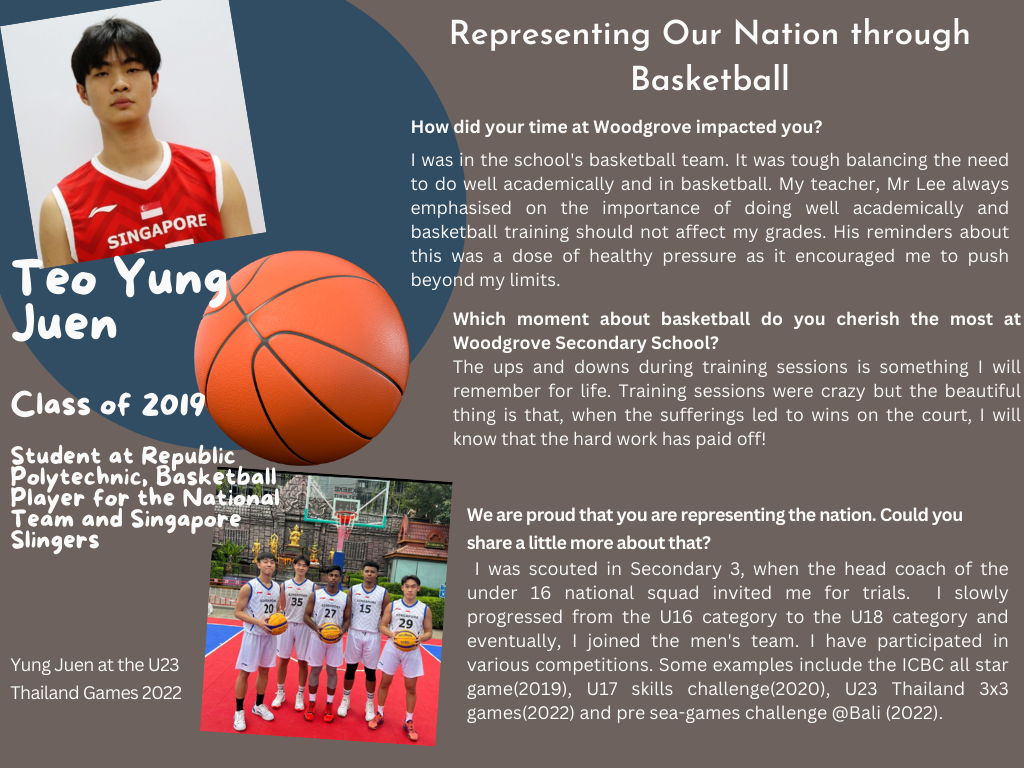 Representing Our Nation through
Basketball
SINGAPORE
Teo Yung
Juen
Class of 2019
Student at Republic
Polytechnic, Basketball
Player for the National
Team and Singapore
Slingers
How did your time at Woodgrove impacted you?
I was in the school's basketball team. It was tough balancing the need
to do well academically and in basketball. My teacher, Mr Lee always
emphasised on the importance of doing well academically and
basketball training should not affect my grades. His reminders about
this was a dose of healthy pressure as it encouraged me to push
beyond my limits.
Which moment about basketball do you cherish the most at
Woodgrove Secondary School?
The ups and downs during training sessions is something I will
remember for life. Training sessions were crazy but the beautiful
thing is that, when the sufferings led to wins on the court, I will
know that the hard work has paid off!
We are proud that you are representing the nation. Could you
share a little more about that?
I was scouted in Secondary 3, when the head coach of the
under 16 national squad invited me for trials. I slowly
progressed from the U16 category to the U18 category and
eventually, I joined the men's team. I have participated in
various competitions. Some examples include the ICBC all star
game(2019), U17 skills challenge(2020), U23 Thailand 3x3
games(2022) and pre sea-games challenge @Bali (2022).
20
35
27
15
29
Yung Juen at the U23
Thailand Games 2022